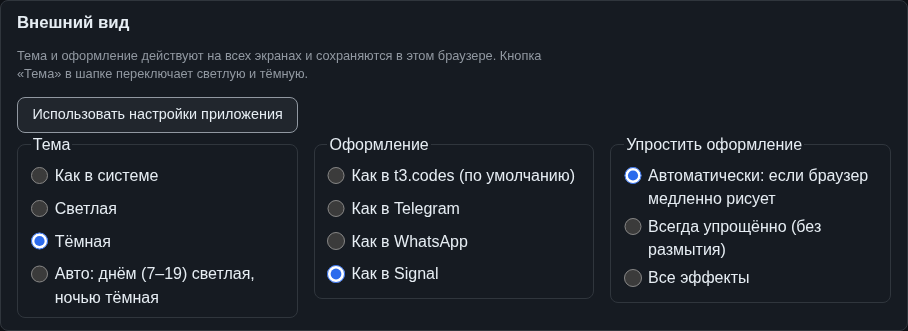 Внешний вид
Тема и оформление действуют на всех экранах и сохраняются в этом браузере. Кнопка
«Тема» в шапке переключает светлую и тёмную.
Использовать настройки приложения
Тема
Как в системе
Светлая
Тёмная
Авто: днём (7–19) светлая,
ночью тёмная
Оформление
Как в t3.codes (по умолчанию)
Как в Telegram
Как в WhatsApp
Как в Signal
Упростить оформление
Автоматически: если браузер
медленно рисует
Всегда упрощённо (без
размытия)
Все эффекты